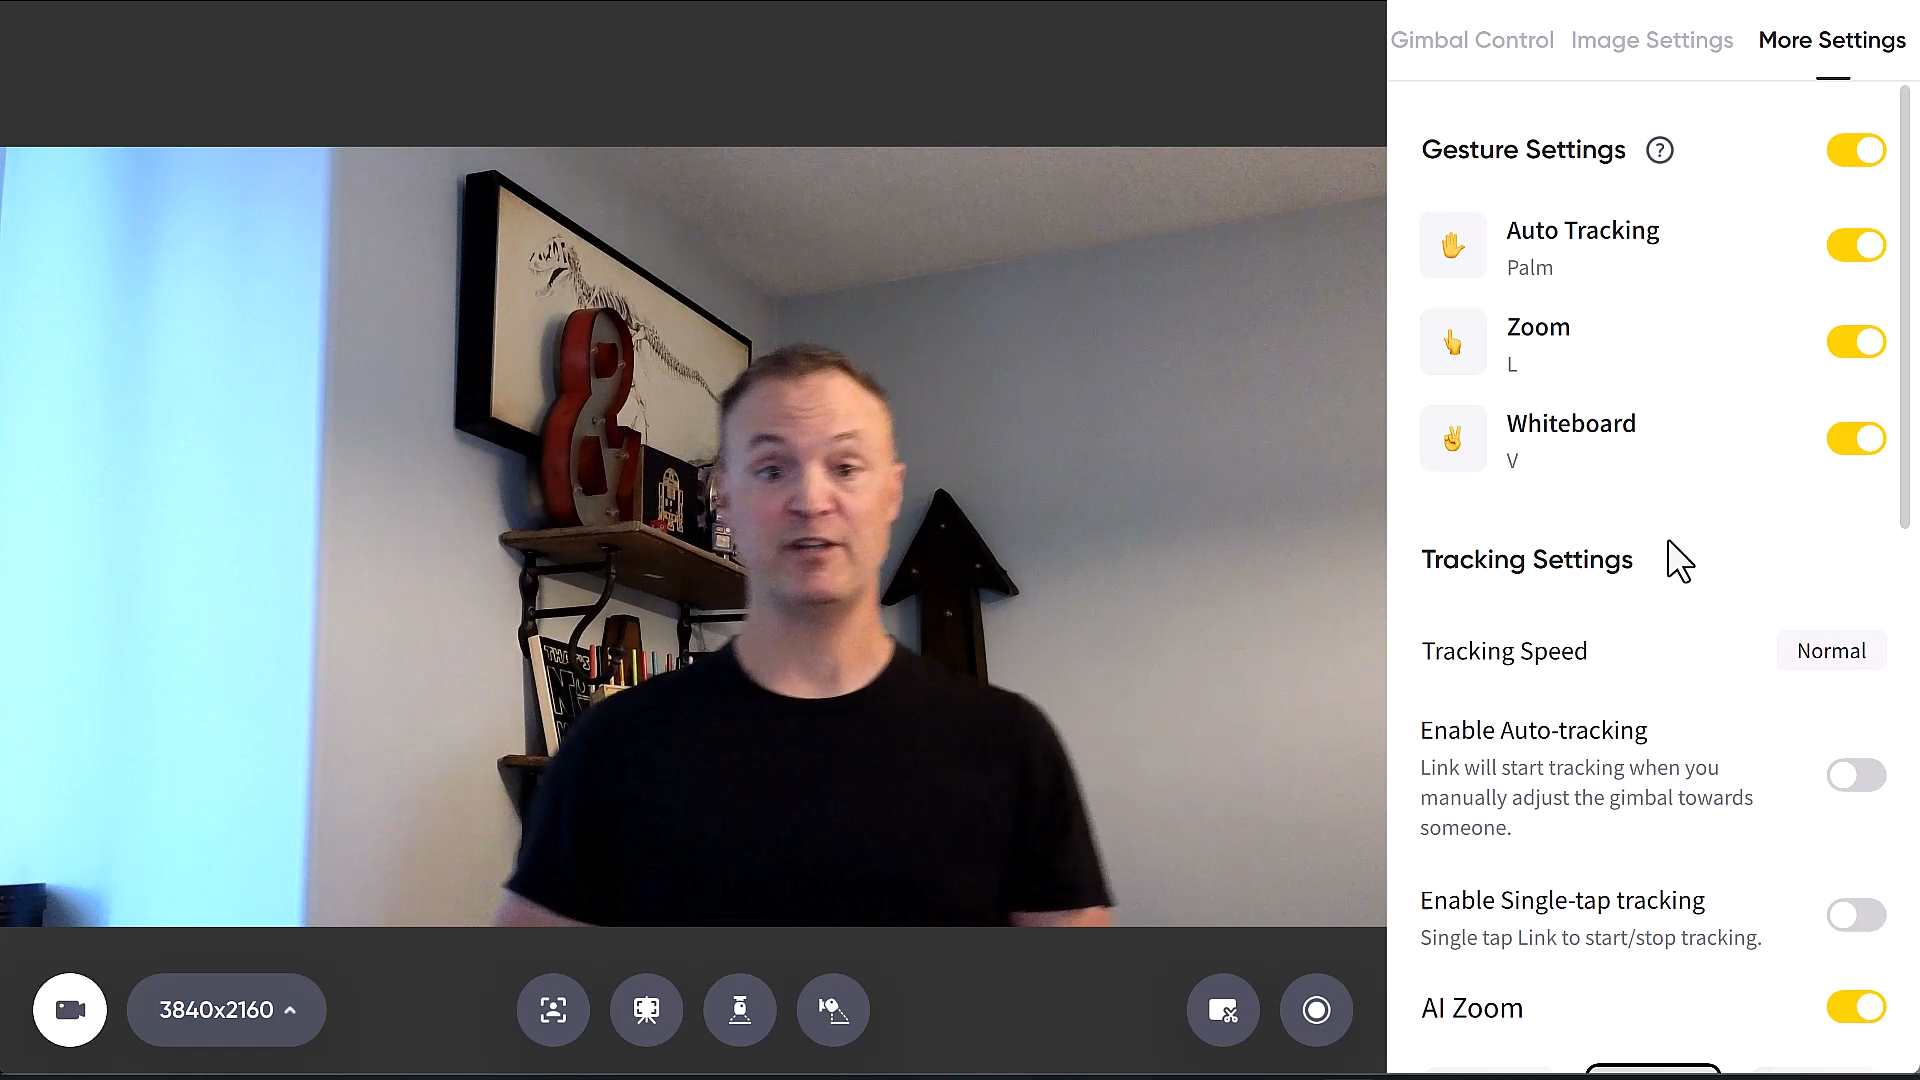 Gimbal Control
Image Settings
More Settings
Gesture Settings
?
Auto Tracking
Palm
Zoom
L
Whiteboard
V
Tracking Settings
Tracking Speed
Normal
Enable Auto-tracking
Link will start tracking when you
manually adjust the gimbal towards
someone.
Enable Single-tap tracking
Single tap Link to start/stop tracking.
AI Zoom
3840x2160